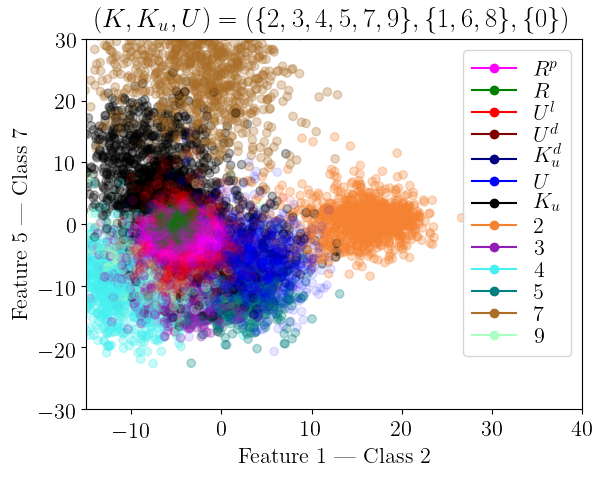 (K, K_u, U) = ({2, 3, 4, 5, 7, 9}, {1, 6, 8}, {0})
30
20
10
0
−10
−20
−30
Feature 5 — Class 7
R^p
R
U^l
U^d
K_u^d
U
K_u
2
3
4
5
7
9
−10
0
10
20
30
40
Feature 1 — Class 2